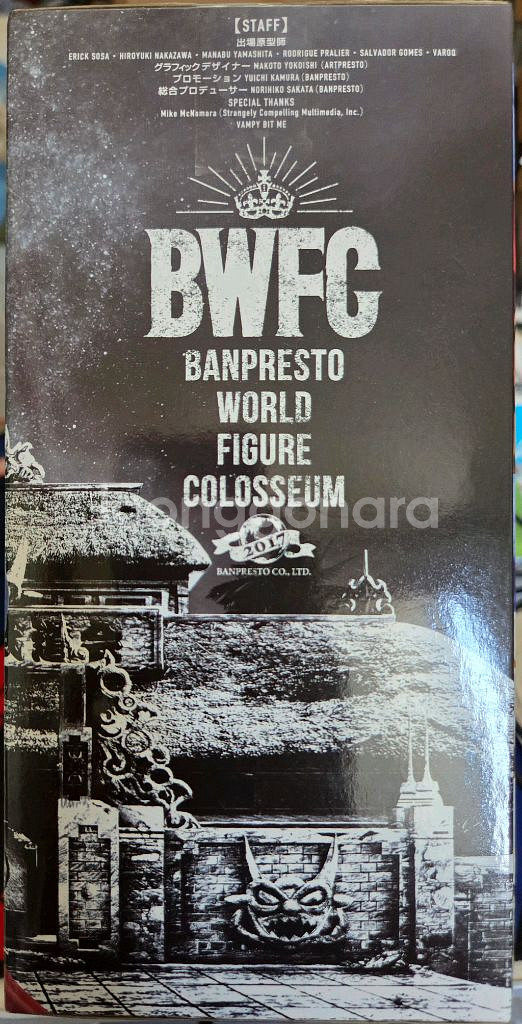 【STAFF】
出場原型師
ERICK SOSA・HIROYUKI NAKAZAWA・MANABU YAMASHITA・RODRIGUE PRALIER・SALVADOR GOMES・VAROQ
グラフィックデザイナー MAKOTO YOKOISHI (ARTPRESTO)
プロモーション YUICHI KAMURA (BANPRESTO)
総合プロデューサー NORIHIKO SAKATA (BANPRESTO)
SPECIAL THANKS
Mike McNamara (Strangely Compelling Multimedia, Inc.)
VAMPY BIT ME
BWFC
BANPRESTO
WORLD
FIGURE
COLOSSEUM
2017
BANPRESTO CO., LTD.